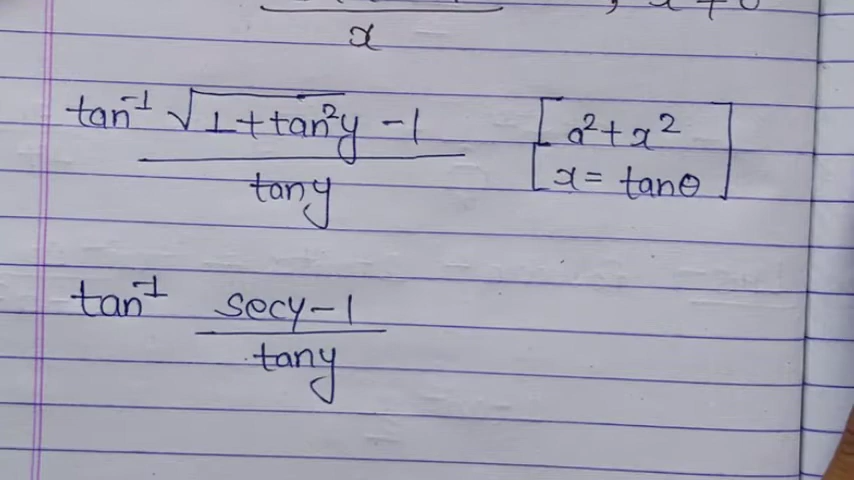 x
tan⁻¹ √1+tan²y -1
tany
[a²+x²
x = tanθ]
tan⁻¹ secy-1
tany